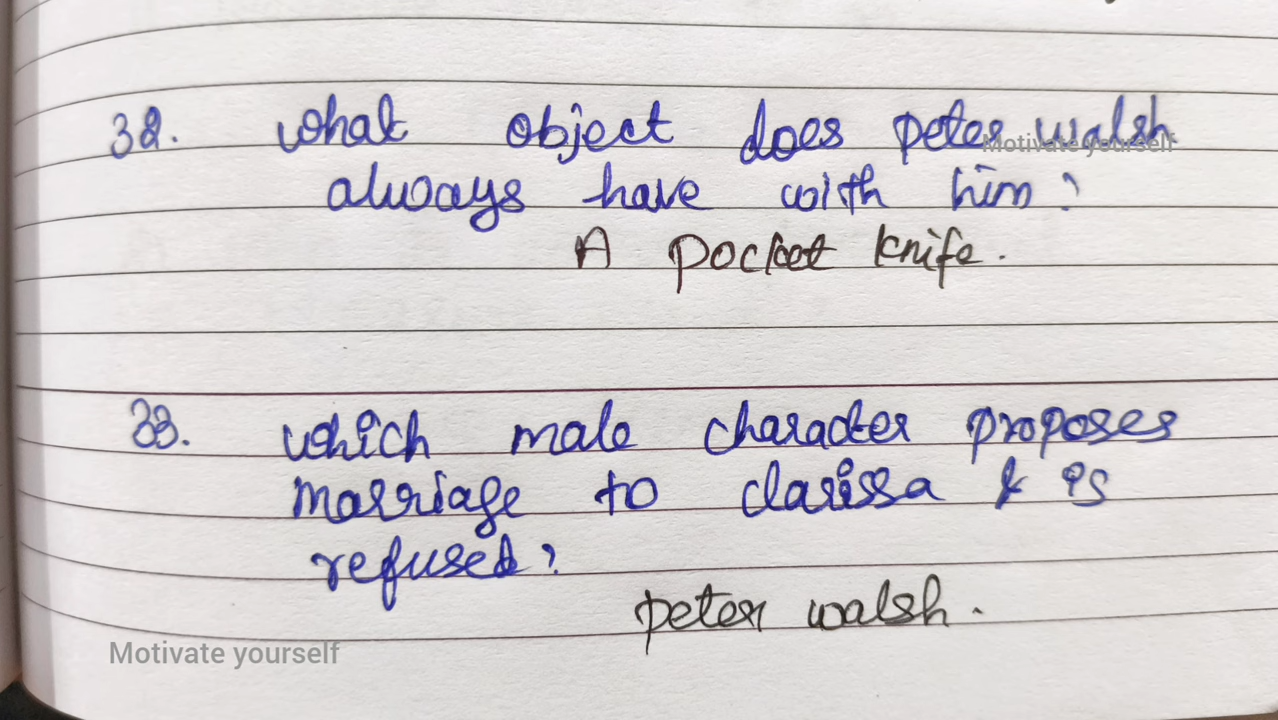 32. what object does peter walsh
Motivate yourself
always have with him?
A pocket knife.
33. which male character proposes
marriage to clarissa & is
refused?
peter walsh.
Motivate yourself